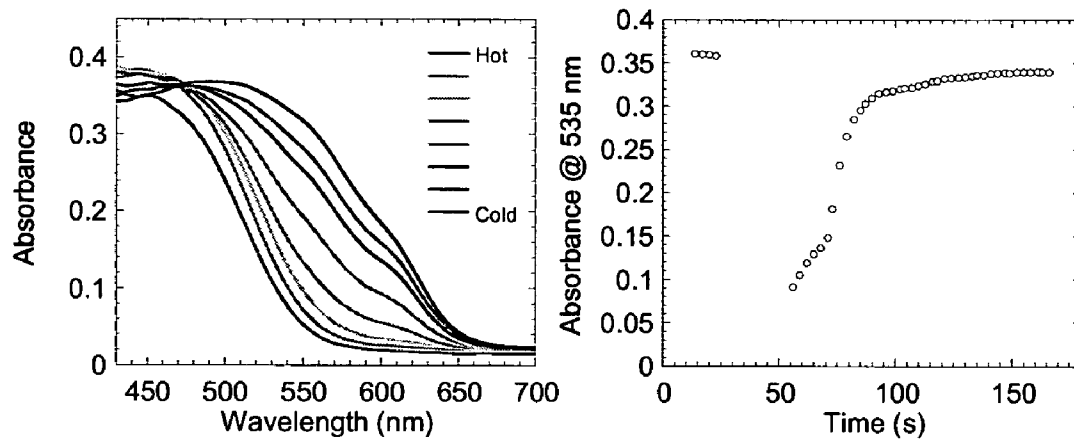 0.4
0.3
0.2
0.1
0
Absorbance
Hot
Cold
450 500 550 600 650 700
Wavelength (nm)
0.4
0.35
0.3
0.25
0.2
0.15
0.1
0.05
0
Absorbance @ 535 nm
0 50 100 150
Time (s)